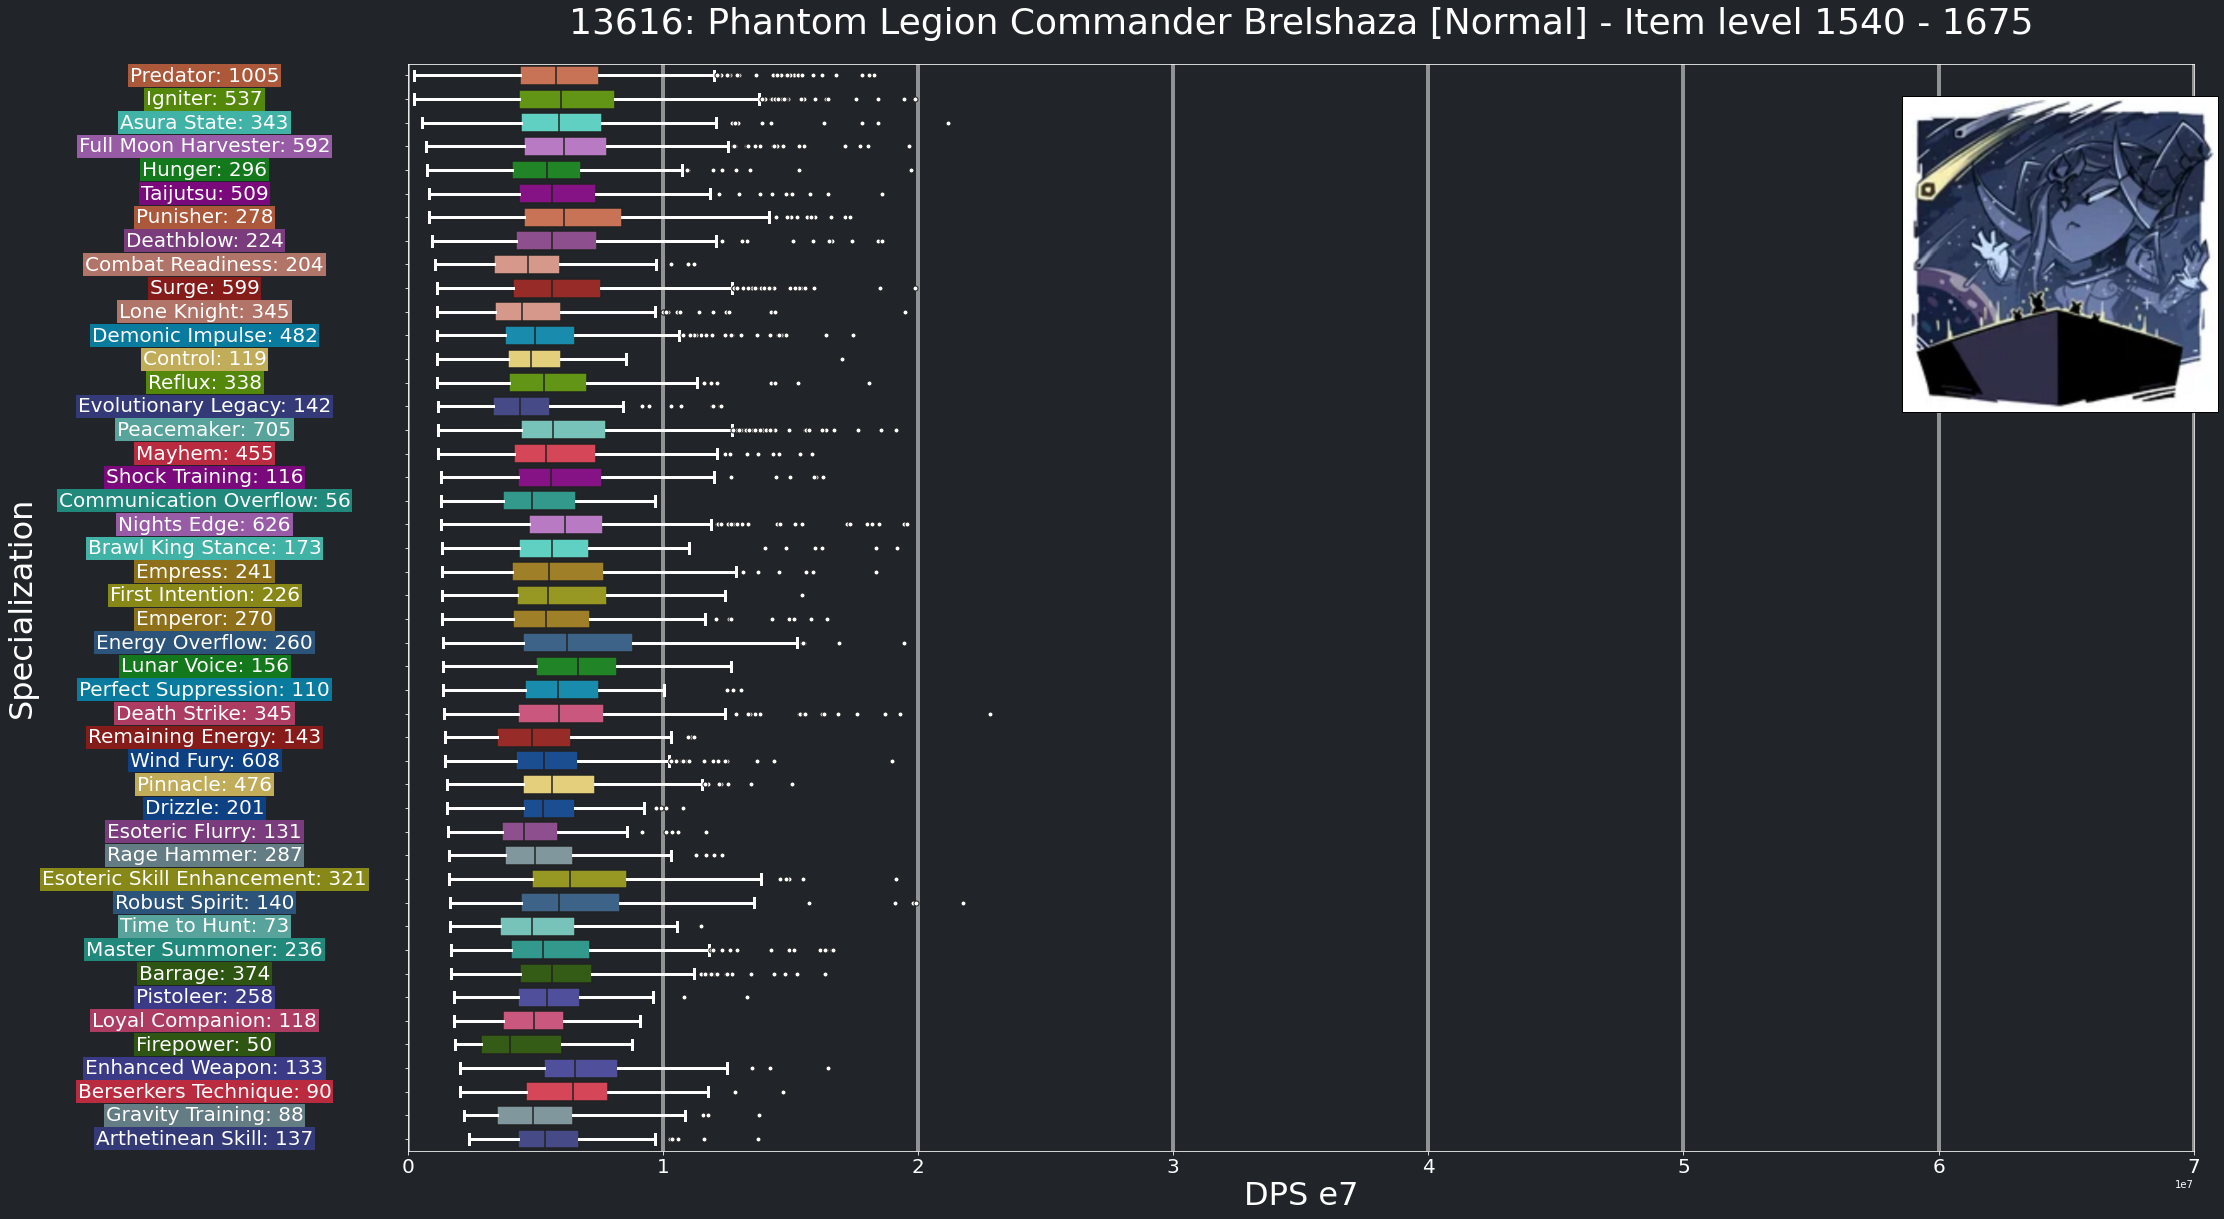 13616: Phantom Legion Commander Brelshaza [Normal] - Item level 1540 - 1675
Specialization
Predator: 1005
Igniter: 537
Asura State: 343
Full Moon Harvester: 592
Hunger: 296
Taijutsu: 509
Punisher: 278
Deathblow: 224
Combat Readiness: 204
Surge: 599
Lone Knight: 345
Demonic Impulse: 482
Control: 119
Reflux: 338
Evolutionary Legacy: 142
Peacemaker: 705
Mayhem: 455
Shock Training: 116
Communication Overflow: 56
Nights Edge: 626
Brawl King Stance: 173
Empress: 241
First Intention: 226
Emperor: 270
Energy Overflow: 260
Lunar Voice: 156
Perfect Suppression: 110
Death Strike: 345
Remaining Energy: 143
Wind Fury: 608
Pinnacle: 476
Drizzle: 201
Esoteric Flurry: 131
Rage Hammer: 287
Esoteric Skill Enhancement: 321
Robust Spirit: 140
Time to Hunt: 73
Master Summoner: 236
Barrage: 374
Pistoleer: 258
Loyal Companion: 118
Firepower: 50
Enhanced Weapon: 133
Berserkers Technique: 90
Gravity Training: 88
Arthetinean Skill: 137
0 1 2 3 4 5 6 7
1e7
DPS e7